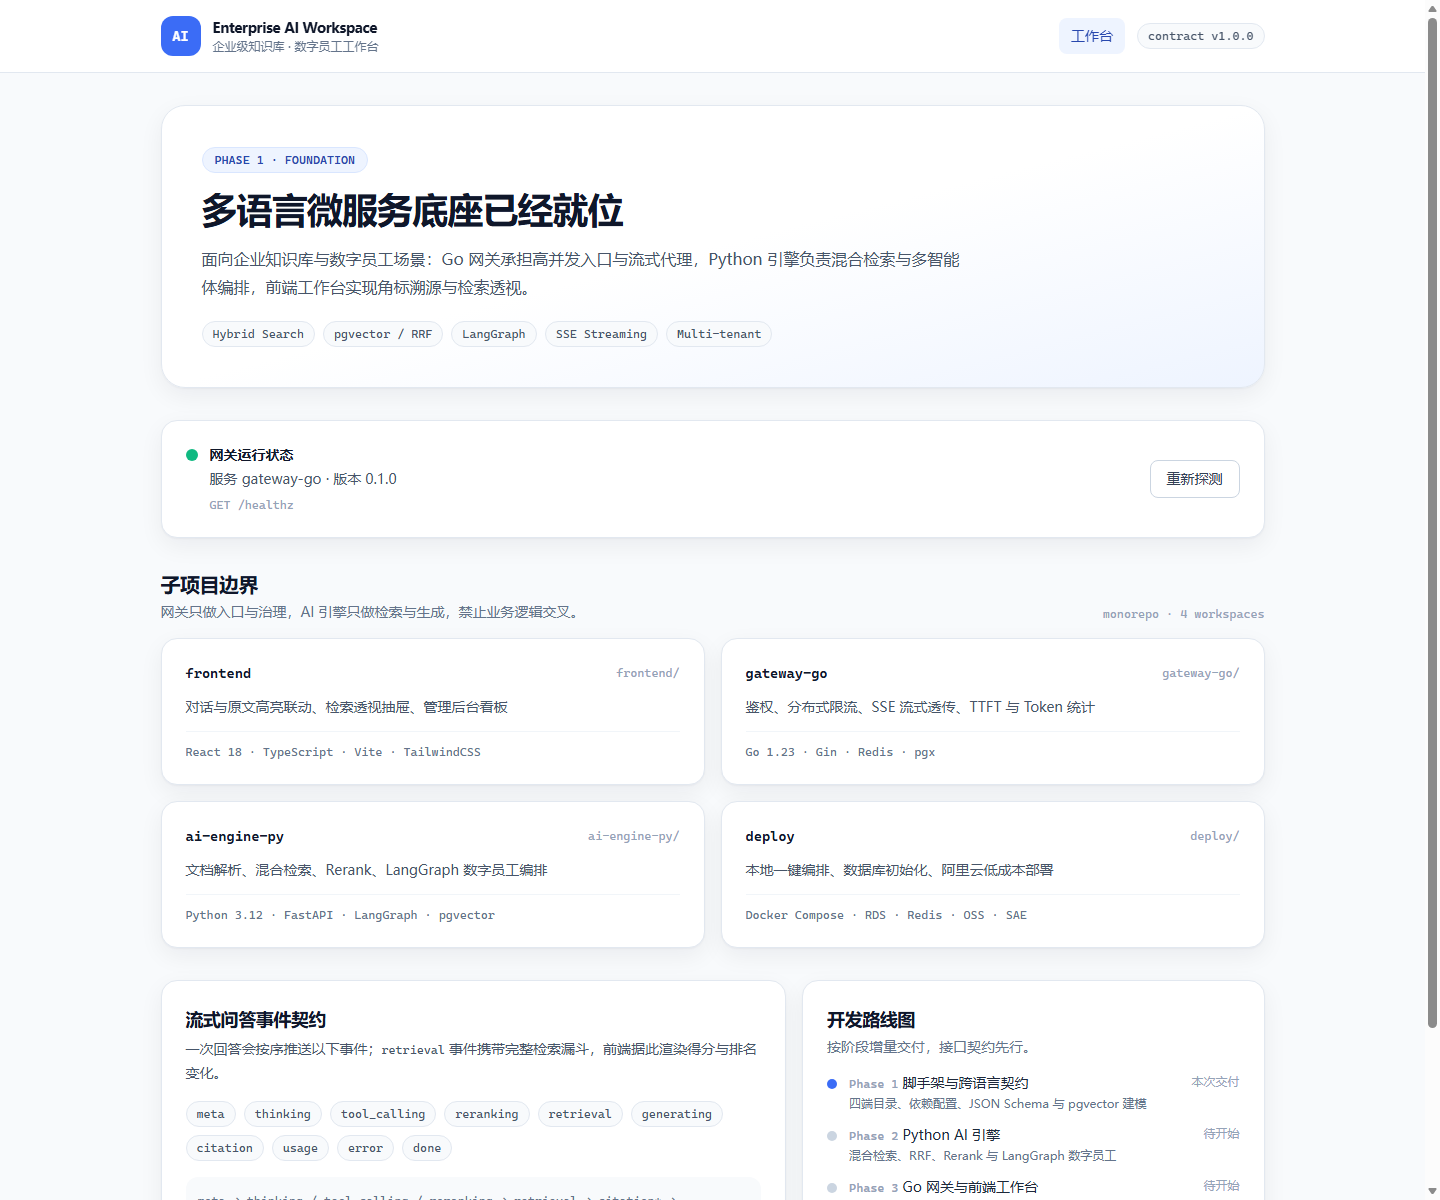 AI
Enterprise AI Workspace
企业级知识库 · 数字员工工作台
工作台
contract v1.0.0
PHASE 1 · FOUNDATION
多语言微服务底座已经就位
面向企业知识库与数字员工场景：Go 网关承担高并发入口与流式代理，Python 引擎负责混合检索与多智能
体编排，前端工作台实现角标溯源与检索透视。
Hybrid Search
pgvector / RRF
LangGraph
SSE Streaming
Multi-tenant
网关运行状态
服务 gateway-go · 版本 0.1.0
GET /healthz
重新探测
子项目边界
网关只做入口与治理，AI 引擎只做检索与生成，禁止业务逻辑交叉。
monorepo · 4 workspaces
frontend
frontend/
对话与原文高亮联动、检索透视抽屉、管理后台看板
React 18 · TypeScript · Vite · TailwindCSS
gateway-go
gateway-go/
鉴权、分布式限流、SSE 流式透传、TTFT 与 Token 统计
Go 1.23 · Gin · Redis · pgx
ai-engine-py
ai-engine-py/
文档解析、混合检索、Rerank、LangGraph 数字员工编排
Python 3.12 · FastAPI · LangGraph · pgvector
deploy
deploy/
本地一键编排、数据库初始化、阿里云低成本部署
Docker Compose · RDS · Redis · OSS · SAE
流式问答事件契约
一次回答会按序推送以下事件；retrieval 事件携带完整检索漏斗，前端据此渲染得分与排名
变化。
meta
thinking
tool_calling
reranking
retrieval
generating
citation
usage
error
done
开发路线图
按阶段增量交付，接口契约先行。
Phase 1 脚手架与跨语言契约
本次交付
四端目录、依赖配置、JSON Schema 与 pgvector 建模
Phase 2 Python AI 引擎
待开始
混合检索、RRF、Rerank 与 LangGraph 数字员工
Phase 3 Go 网关与前端工作台
待开始